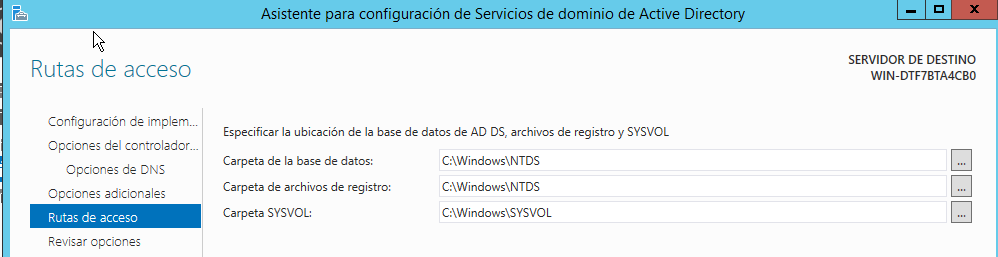 Asistente para configuración de Servicios de dominio de Active Directory
Rutas de acceso
SERVIDOR DE DESTINO
WIN-DTF7BTA4CB0
Configuración de implem...
Opciones del controlador...
Opciones de DNS
Opciones adicionales
Rutas de acceso
Revisar opciones
Especificar la ubicación de la base de datos de AD DS, archivos de registro y SYSVOL
Carpeta de la base de datos: C:\Windows\NTDS ...
Carpeta de archivos de registro: C:\Windows\NTDS ...
Carpeta SYSVOL: C:\Windows\SYSVOL ...